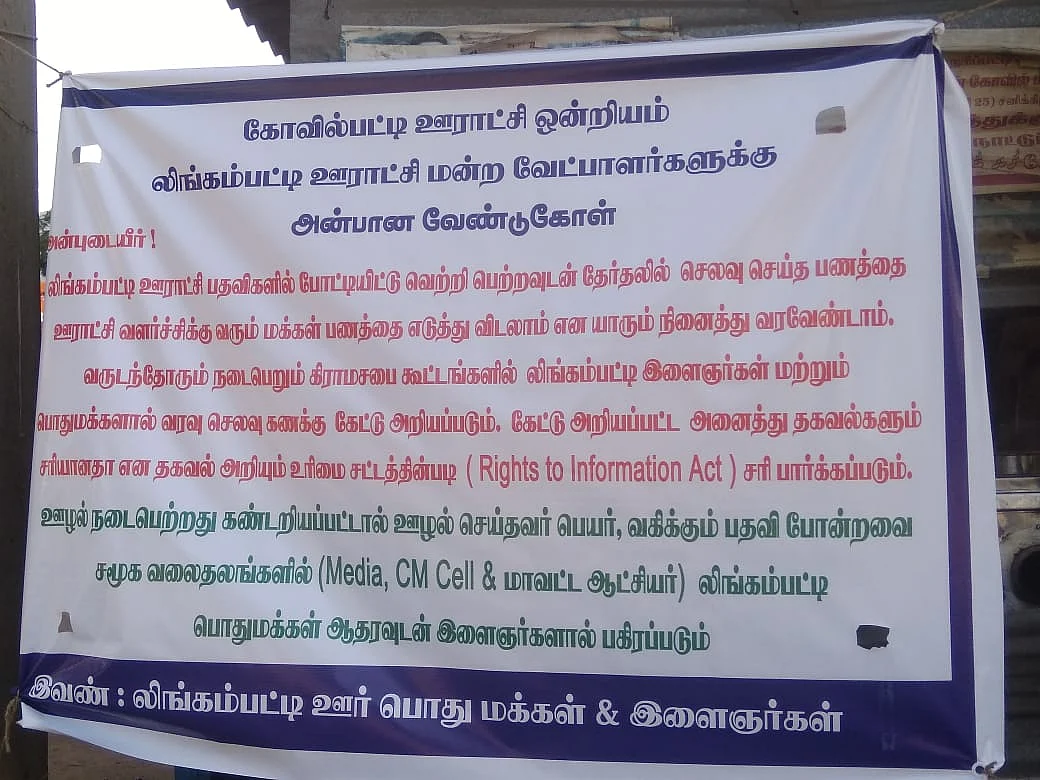 கோவில்பட்டி ஊராட்சி ஒன்றியம்
லிங்கம்பட்டி ஊராட்சி மன்ற வேட்பாளர்களுக்கு
அன்பான வேண்டுகோள்
அன்புடையீர் !
லிங்கம்பட்டி ஊராட்சி பதவிகளில் போட்டியிட்டு வெற்றி பெற்றவுடன் தேர்தலில் செலவு செய்த பணத்தை
ஊராட்சி வளர்ச்சிக்கு வரும் மக்கள் பணத்தை எடுத்து விடலாம் என யாரும் நினைத்து வரவேண்டாம்.
வருடந்தோரும் நடைபெறும் கிராமசபை கூட்டங்களில் லிங்கம்பட்டி இளைஞர்கள் மற்றும்
பொதுமக்களால் வரவு செலவு கணக்கு கேட்டு அறியப்படும். கேட்டு அறியப்பட்ட அனைத்து தகவல்களும்
சரியானதா என தகவல் அறியும் உரிமை சட்டத்தின்படி ( Rights to Information Act ) சரி பார்க்கப்படும்.
ஊழல் நடைபெற்றது கண்டறியப்பட்டால் ஊழல் செய்தவர் பெயர், வகிக்கும் பதவி போன்றவை
சமூக வலைதலங்களில் (Media, CM Cell & மாவட்ட ஆட்சியர்) லிங்கம்பட்டி
பொதுமக்கள் ஆதரவுடன் இளைஞர்களால் பகிரப்படும்
இவண் : லிங்கம்பட்டி ஊர் பொது மக்கள் & இளைஞர்கள்